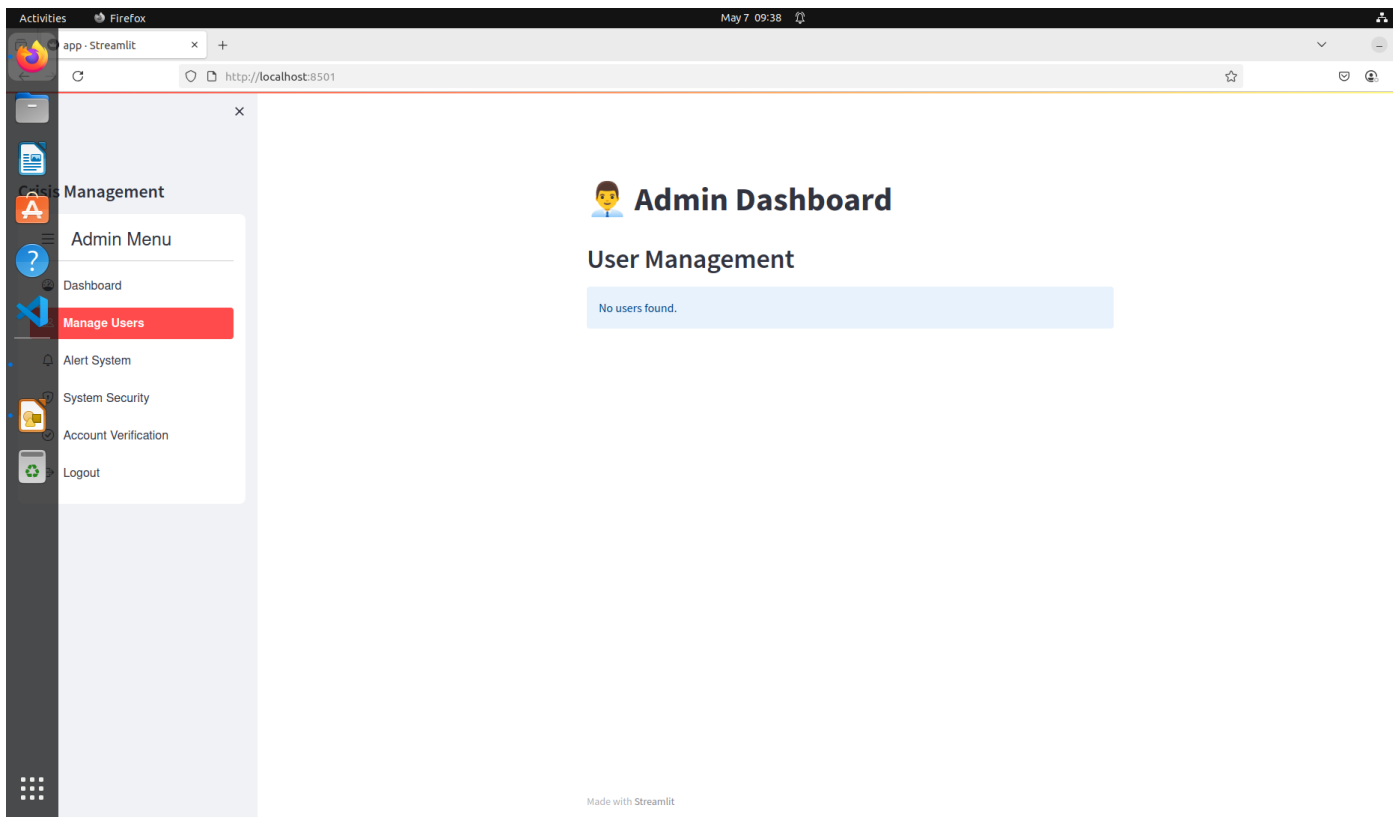 Activities Firefox May 7 09:38
app · Streamlit
http://localhost:8501
Crisis Management
Admin Menu
Dashboard
Manage Users
Alert System
System Security
Account Verification
Logout
👨‍💼 Admin Dashboard
User Management
No users found.
Made with Streamlit